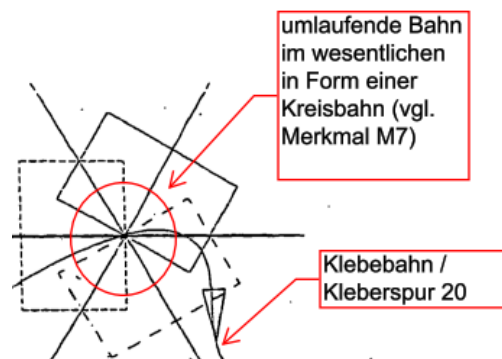 umlaufende Bahn
im wesentlichen
in Form einer
Kreisbahn (vgl.
Merkmal M7)
Klebebahn /
Kleberspur 20